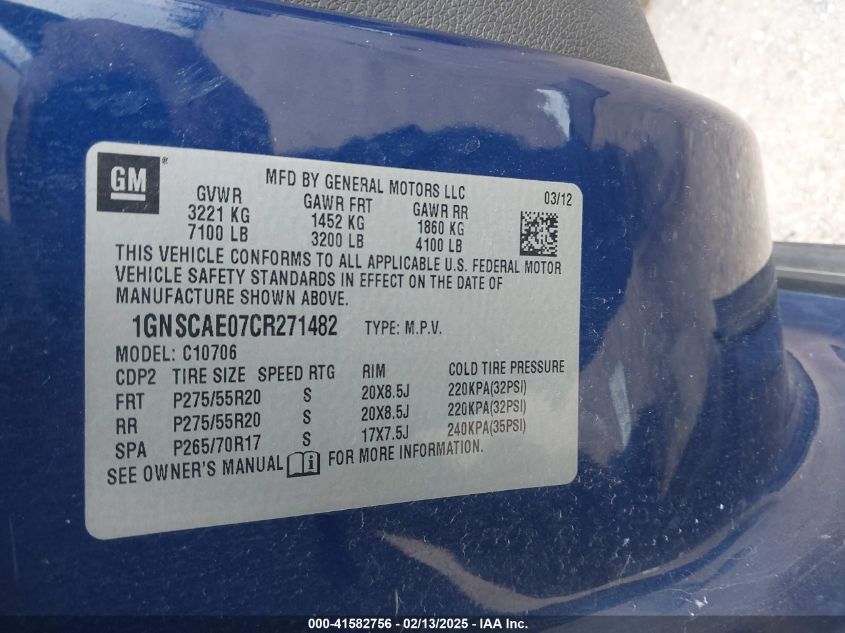 GM ®
MFD BY GENERAL MOTORS LLC
03/12
GVWR GAWR FRT GAWR RR
3221 KG 1452 KG 1860 KG
7100 LB 3200 LB 4100 LB
THIS VEHICLE CONFORMS TO ALL APPLICABLE U.S. FEDERAL MOTOR
VEHICLE SAFETY STANDARDS IN EFFECT ON THE DATE OF
MANUFACTURE SHOWN ABOVE.
1GNSCAE07CR271482 TYPE: M.P.V.
MODEL: C10706
CDP2 TIRE SIZE SPEED RTG RIM COLD TIRE PRESSURE
FRT P275/55R20 S 20X8.5J 220KPA(32PSI)
RR P275/55R20 S 20X8.5J 220KPA(32PSI)
SPA P265/70R17 S 17X7.5J 240KPA(35PSI)
SEE OWNER'S MANUAL i FOR MORE INFORMATION.
000-41582756 - 02/13/2025 - IAA Inc.